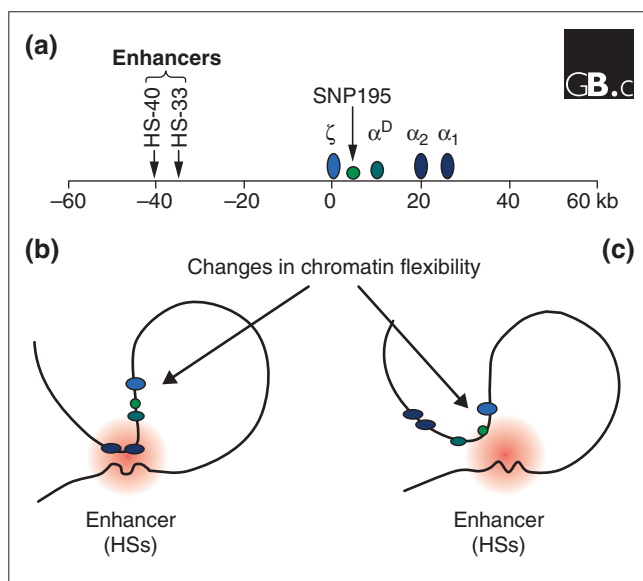 (a)
Enhancers
HS-40
HS-33
SNP195
ζ
αD
α2
α1
GB.c
−60
−40
−20
0
20
40
60 kb
(b)
(c)
Changes in chromatin flexibility
Enhancer
(HSs)
Enhancer
(HSs)